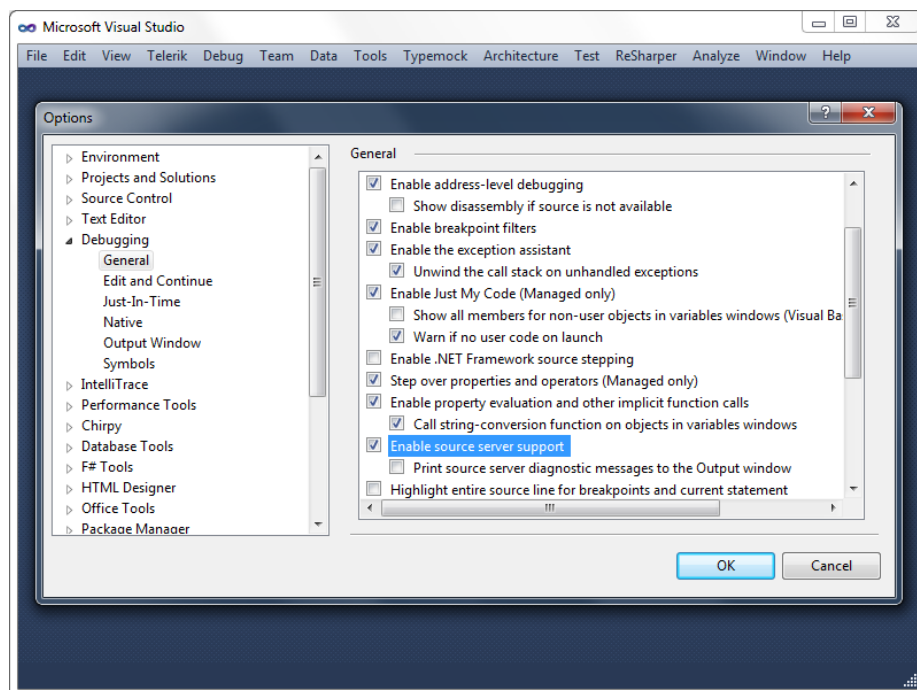 Microsoft Visual Studio
File Edit View Telerik Debug Team Data Tools Typemock Architecture Test ReSharper Analyze Window Help
Options
Environment
Projects and Solutions
Source Control
Text Editor
Debugging
General
Edit and Continue
Just-In-Time
Native
Output Window
Symbols
IntelliTrace
Performance Tools
Chirpy
Database Tools
F# Tools
HTML Designer
Office Tools
Package Manager
General
Enable address-level debugging
Show disassembly if source is not available
Enable breakpoint filters
Enable the exception assistant
Unwind the call stack on unhandled exceptions
Enable Just My Code (Managed only)
Show all members for non-user objects in variables windows (Visual Ba
Warn if no user code on launch
Enable .NET Framework source stepping
Step over properties and operators (Managed only)
Enable property evaluation and other implicit function calls
Call string-conversion function on objects in variables windows
Enable source server support
Print source server diagnostic messages to the Output window
Highlight entire source line for breakpoints and current statement
OK Cancel